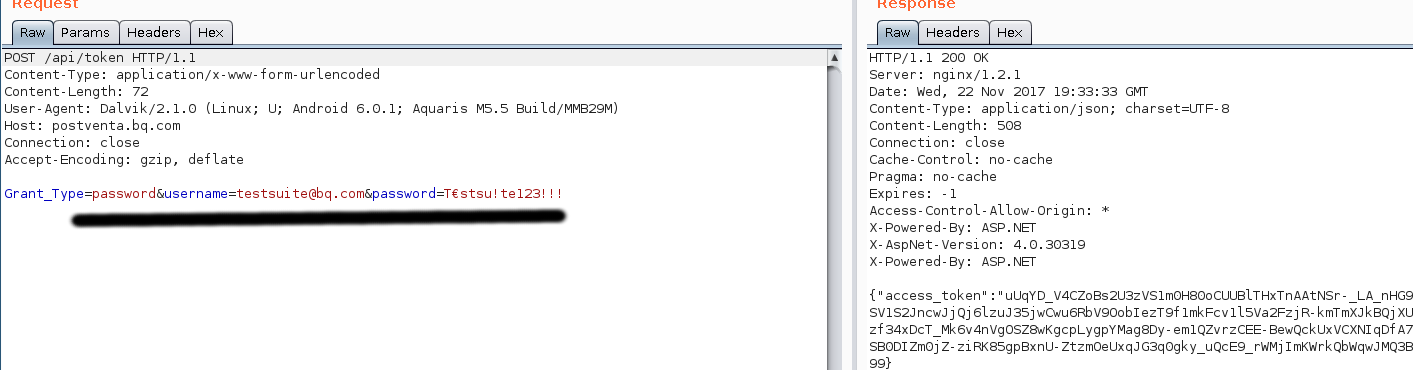 Request
Raw Params Headers Hex
POST /api/token HTTP/1.1
Content-Type: application/x-www-form-urlencoded
Content-Length: 72
User-Agent: Dalvik/2.1.0 (Linux; U; Android 6.0.1; Aquaris M5.5 Build/MMB29M)
Host: postventa.bq.com
Connection: close
Accept-Encoding: gzip, deflate
Grant_Type=password&username=testsuite@bq.com&password=T€stsu!te123!!!
Response
Raw Headers Hex
HTTP/1.1 200 OK
Server: nginx/1.2.1
Date: Wed, 22 Nov 2017 19:33:33 GMT
Content-Type: application/json; charset=UTF-8
Content-Length: 508
Connection: close
Cache-Control: no-cache
Pragma: no-cache
Expires: -1
Access-Control-Allow-Origin: *
X-Powered-By: ASP.NET
X-AspNet-Version: 4.0.30319
X-Powered-By: ASP.NET
{"access_token":"uUqYD_V4CZoBs2U3zVS1m0H80oCUUBlTHxTnAAtNSr-_LA_nHG9
SV1S2JncwJjQj6lzuJ35jwCwu6RbV9OobIezT9f1mkFcv1l5Va2FzjR-kmTmXJkBQjXU
zf34xDcT_Mk6v4nVgOSZ8wKgcpLygpYMag8Dy-em1QZvrzCEE-BewQckUxVCXNIqDfA7
SB0DIZm0jZ-ziRK85gpBxnU-ZtzmOeUxqJG3q0gky_uQcE9_rWMjImKWrkQbWqwJMQ3B
99}